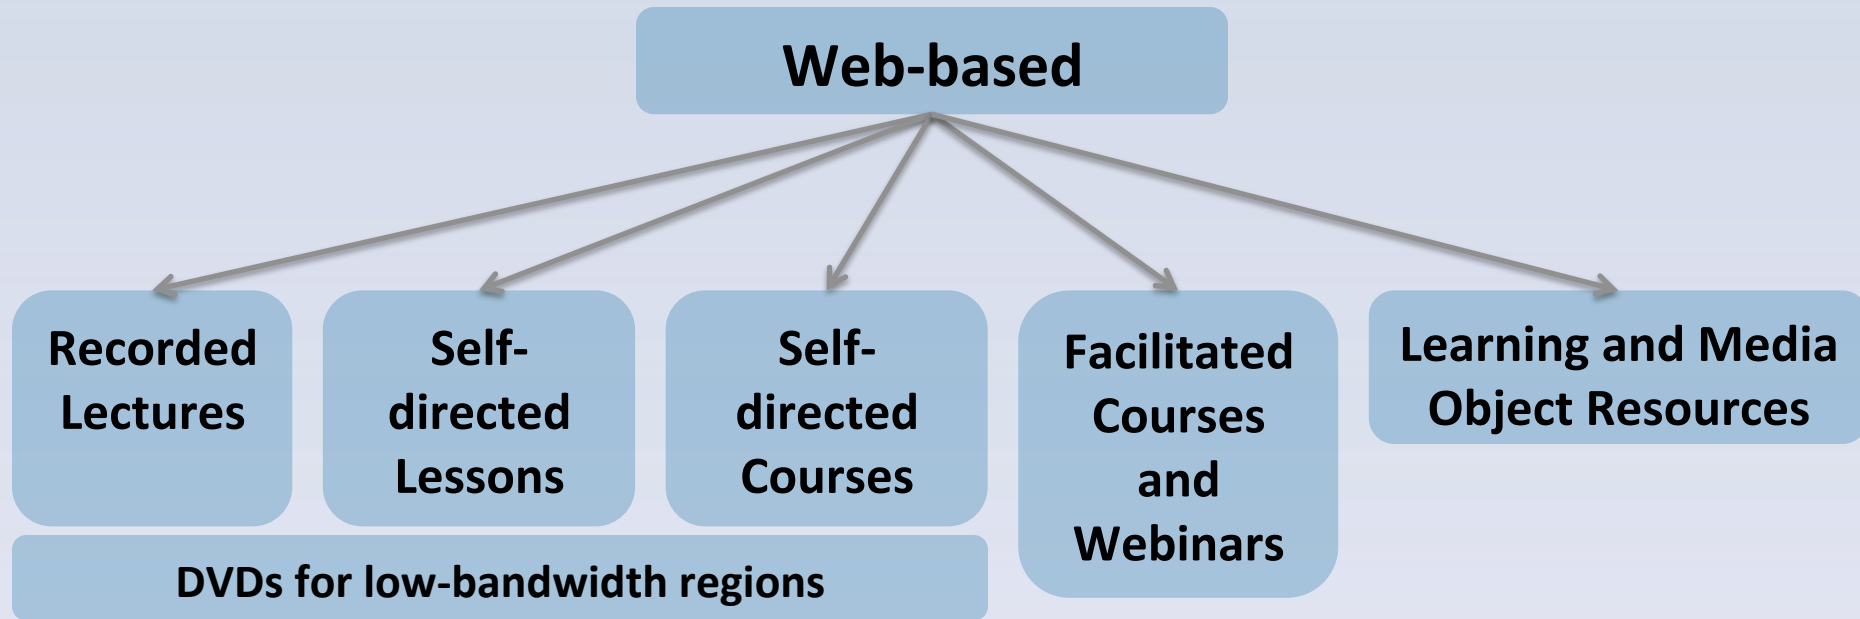 Web-based
Recorded
Lectures
Self-
directed
Lessons
Self-
directed
Courses
Facilitated
Courses
and
Webinars
Learning and Media
Object Resources
DVDs for low-bandwidth regions